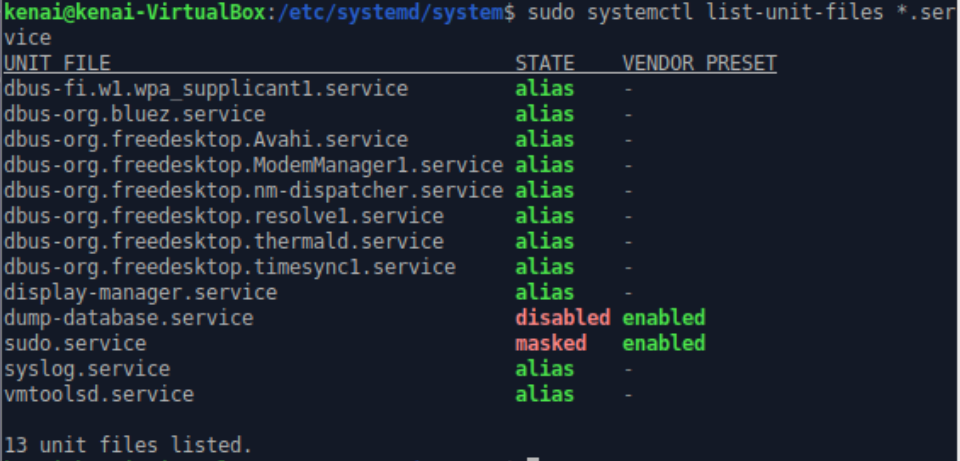 kenai@kenai-VirtualBox:/etc/systemd/system$ sudo systemctl list-unit-files *.ser
vice
UNIT FILE STATE VENDOR PRESET
dbus-fi.w1.wpa_supplicant1.service alias -
dbus-org.bluez.service alias -
dbus-org.freedesktop.Avahi.service alias -
dbus-org.freedesktop.ModemManager1.service alias -
dbus-org.freedesktop.nm-dispatcher.service alias -
dbus-org.freedesktop.resolve1.service alias -
dbus-org.freedesktop.thermald.service alias -
dbus-org.freedesktop.timesync1.service alias -
display-manager.service alias -
dump-database.service disabled enabled
sudo.service masked enabled
syslog.service alias -
vmtoolsd.service alias -
13 unit files listed.